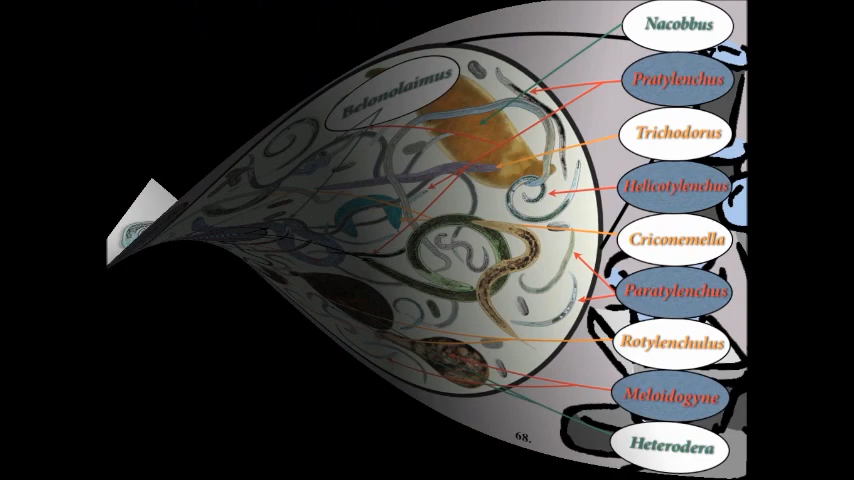 Nacobbus
Belonolaimus
Pratylenchus
Trichodorus
Helicotylenchus
Criconemella
Paratylenchus
Rotylenchulus
Meloidogyne
Heterodera
68.